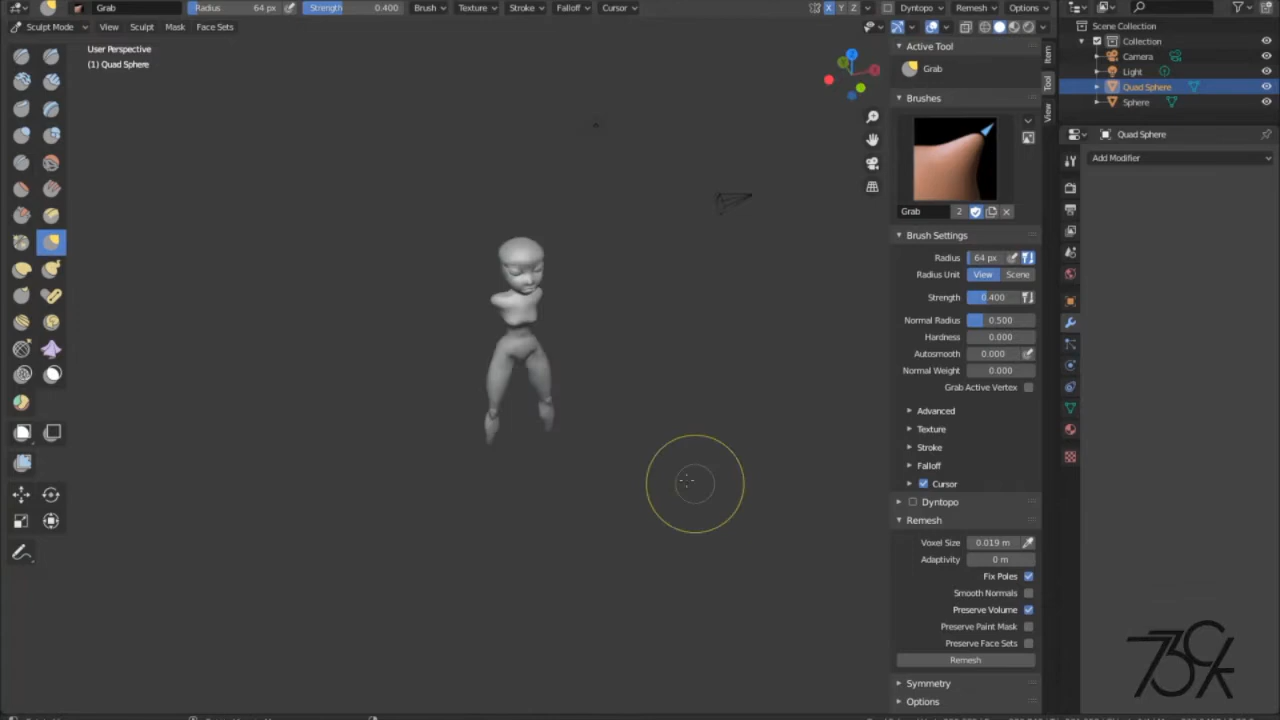 Grab
Radius 64 px
Strength 0.400
Brush
Texture
Stroke
Falloff
Cursor
X Y Z
Dyntopo
Remesh
Options
Sculpt Mode
View
Sculpt
Mask
Face Sets
User Perspective
(1) Quad Sphere
Active Tool
Grab
Brushes
Grab
2
Brush Settings
Radius 64 px
Radius Unit View Scene
Strength 0.400
Normal Radius 0.500
Hardness 0.000
Autosmooth 0.000
Normal Weight 0.000
Grab Active Vertex
Advanced
Texture
Stroke
Falloff
Cursor
Dyntopo
Remesh
Voxel Size 0.019 m
Adaptivity 0 m
Fix Poles
Smooth Normals
Preserve Volume
Preserve Paint Mask
Preserve Face Sets
Remesh
Symmetry
Options
Item
Tool
View
Scene Collection
Collection
Camera
Light
Quad Sphere
Sphere
Quad Sphere
Add Modifier